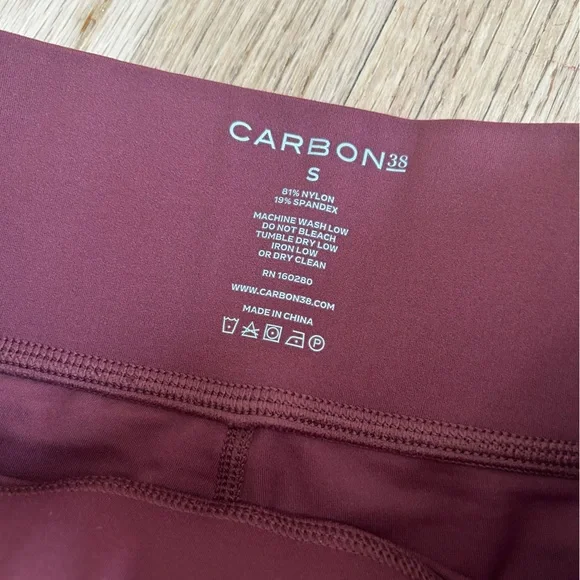 CARBON38
S
81% NYLON
19% SPANDEX
MACHINE WASH LOW
DO NOT BLEACH
TUMBLE DRY LOW
IRON LOW
OR DRY CLEAN
RN 160280
WWW.CARBON38.COM
MADE IN CHINA
P